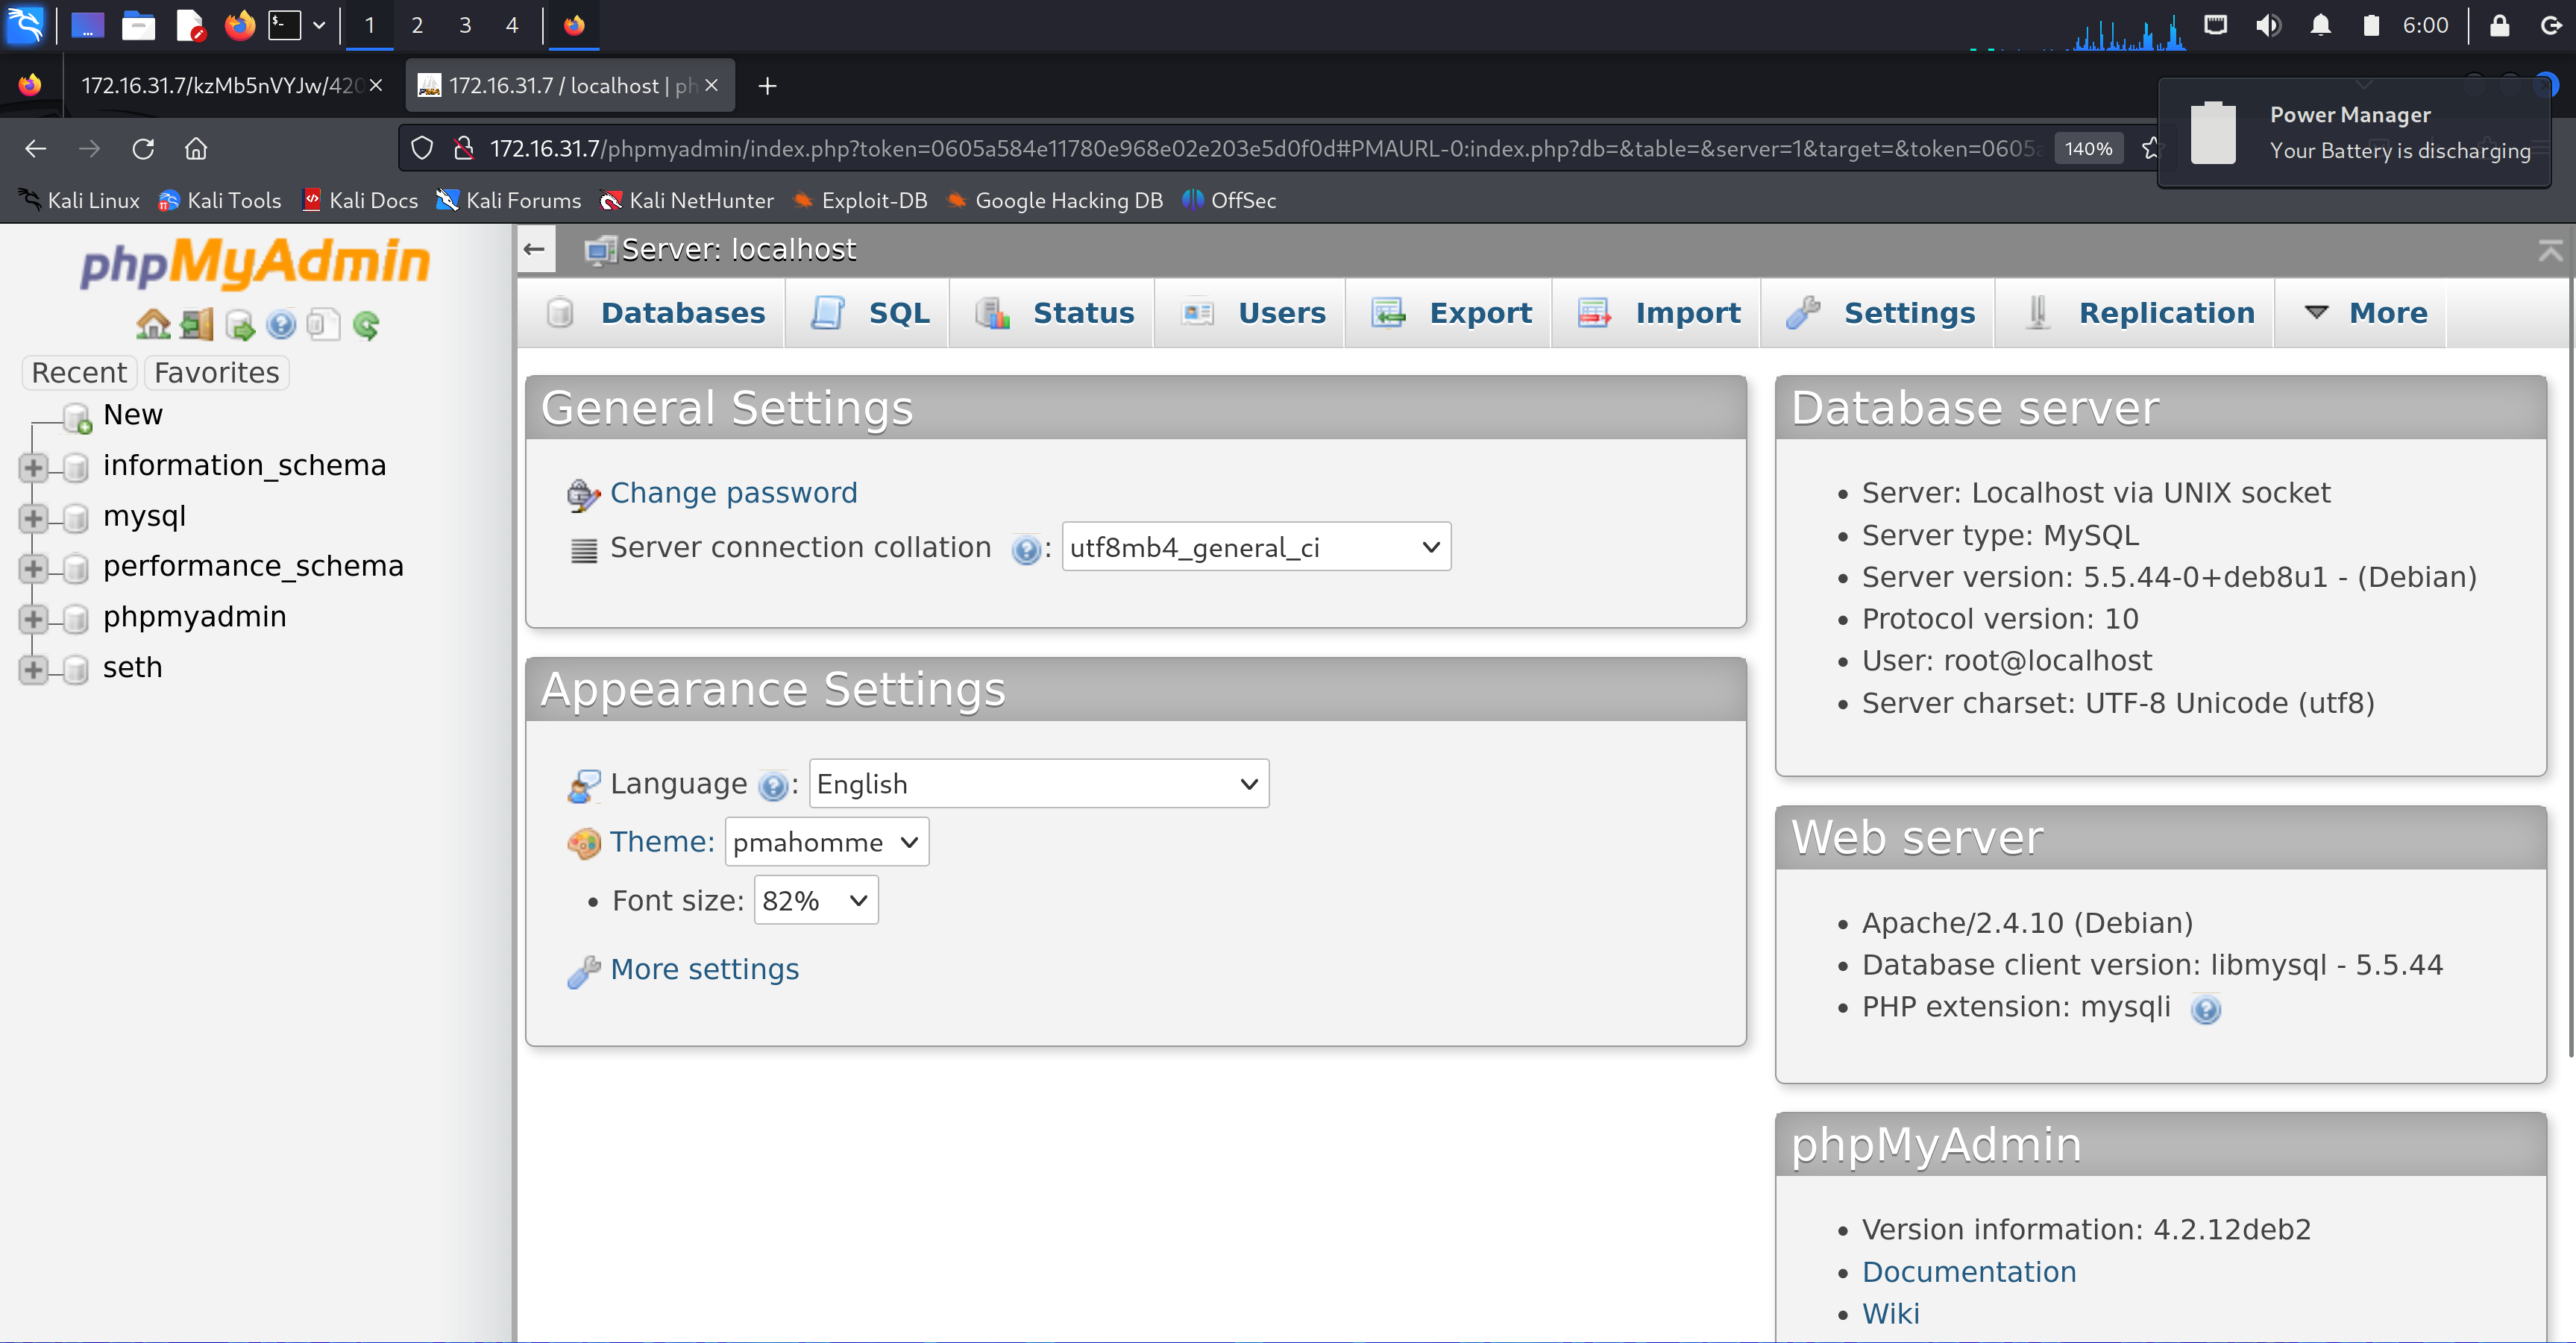 1 2 3 4 6:00
172.16.31.7/kzMb5nVYJw/420
172.16.31.7 / localhost | ph
172.16.31.7/phpmyadmin/index.php?token=0605a584e11780e968e02e203e5d0f0d#PMAURL-0:index.php?db=&table=&server=1&target=&token=0605a
140%
Power Manager
Your Battery is discharging
Kali Linux Kali Tools Kali Docs Kali Forums Kali NetHunter Exploit-DB Google Hacking DB OffSec
phpMyAdmin
Recent Favorites
New
information_schema
mysql
performance_schema
phpmyadmin
seth
Server: localhost
Databases SQL Status Users Export Import Settings Replication More
General Settings
Change password
Server connection collation : utf8mb4_general_ci
Appearance Settings
Language : English
Theme: pmahomme
• Font size: 82%
More settings
Database server
• Server: Localhost via UNIX socket
• Server type: MySQL
• Server version: 5.5.44-0+deb8u1 - (Debian)
• Protocol version: 10
• User: root@localhost
• Server charset: UTF-8 Unicode (utf8)
Web server
• Apache/2.4.10 (Debian)
• Database client version: libmysql - 5.5.44
• PHP extension: mysqli
phpMyAdmin
• Version information: 4.2.12deb2
• Documentation
• Wiki